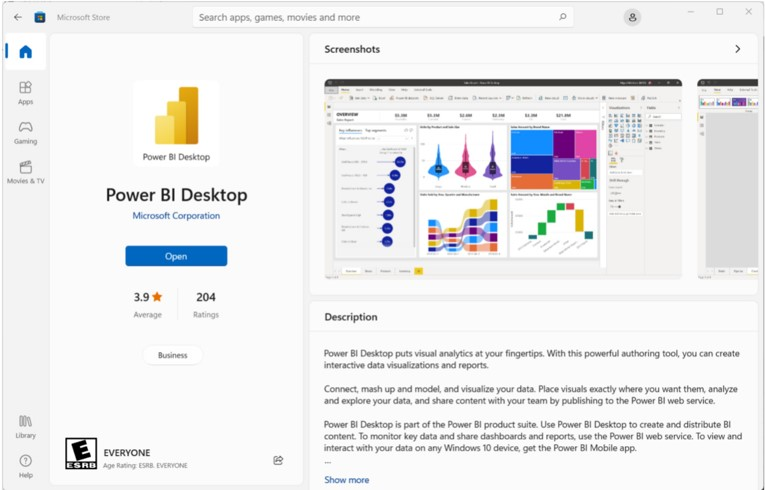 Microsoft Store
Search apps, games, movies and more
Apps
Gaming
Movies & TV
Library
Help
Power BI Desktop
Power BI Desktop
Microsoft Corporation
Open
3.9
204
Average
Ratings
Business
ESRB
EVERYONE
Age Rating: ESRB. EVERYONE
Screenshots
OVERVIEW
Description
Power BI Desktop puts visual analytics at your fingertips. With this powerful authoring tool, you can create
interactive data visualizations and reports.
Connect, mash up and model, and visualize your data. Place visuals exactly where you want them, analyze
and explore your data, and share content with your team by publishing to the Power BI web service.
Power BI Desktop is part of the Power BI product suite. Use Power BI Desktop to create and distribute BI
content. To monitor key data and share dashboards and reports, use the Power BI web service. To view and
interact with your data on any Windows 10 device, get the Power BI Mobile app.
...
Show more